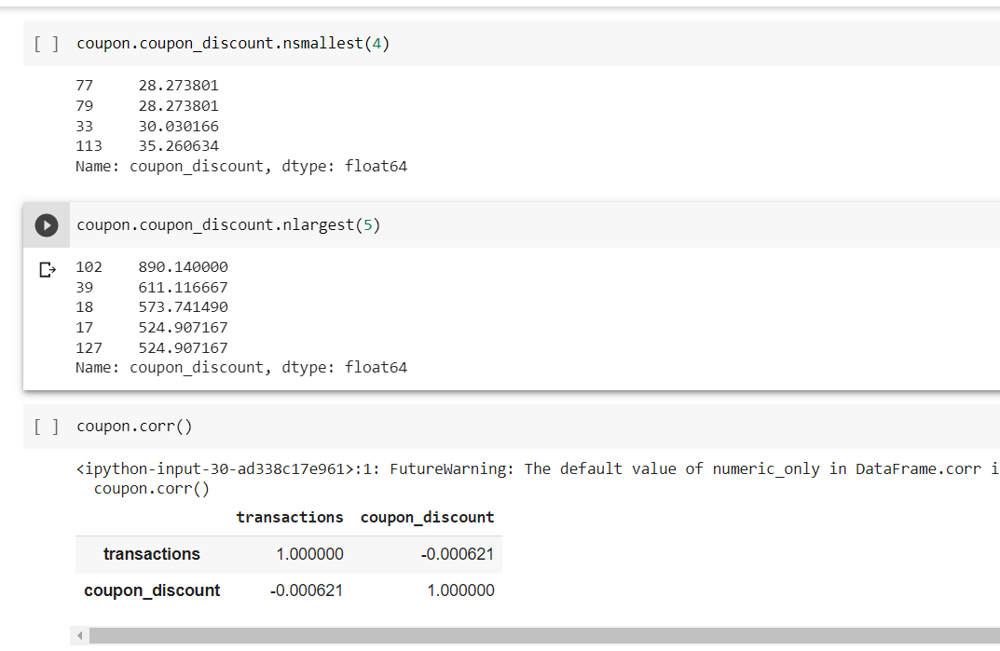 [ ] coupon.coupon_discount.nsmallest(4)
77 28.273801
79 28.273801
33 30.030166
113 35.260634
Name: coupon_discount, dtype: float64
coupon.coupon_discount.nlargest(5)
102 890.140000
39 611.116667
18 573.741490
17 524.907167
127 524.907167
Name: coupon_discount, dtype: float64
[ ] coupon.corr()
<ipython-input-30-ad338c17e961>:1: FutureWarning: The default value of numeric_only in DataFrame.corr i
coupon.corr()
transactions coupon_discount
transactions 1.000000 -0.000621
coupon_discount -0.000621 1.000000